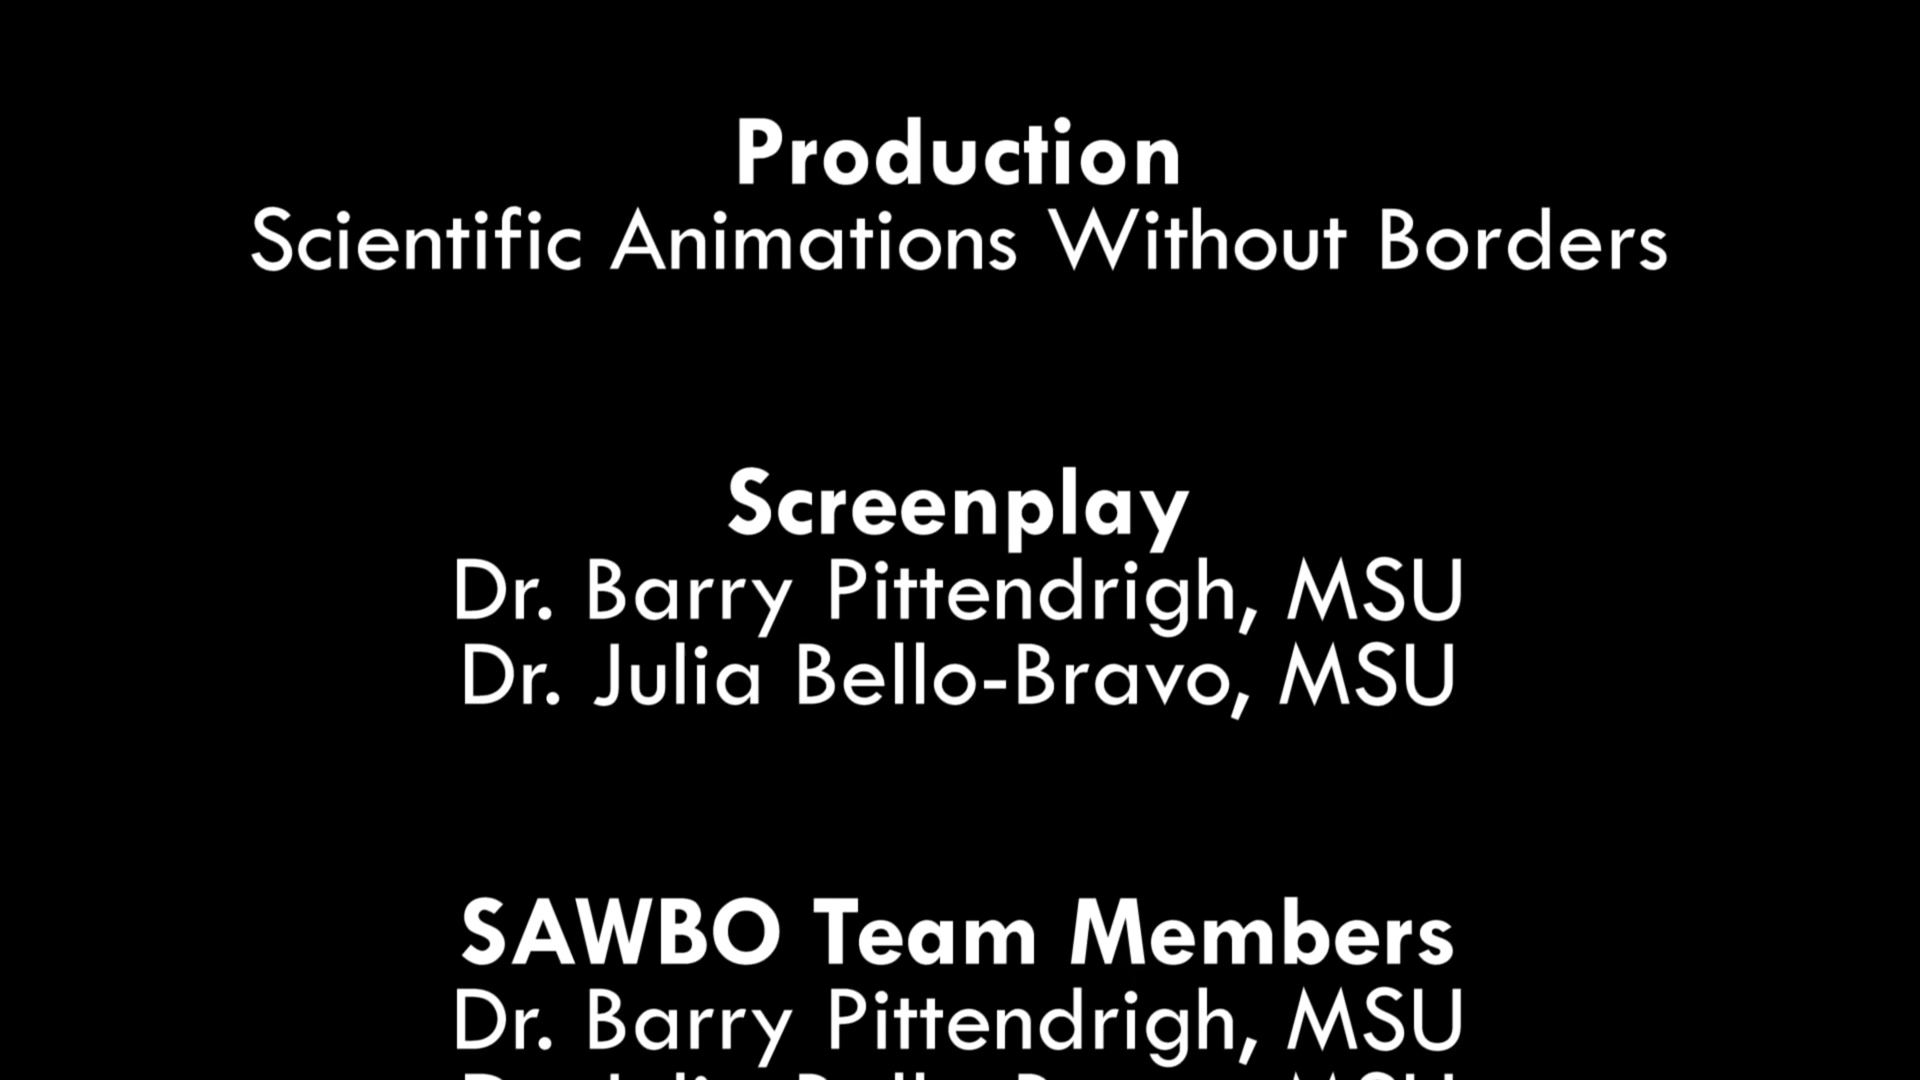 Production
Scientific Animations Without Borders
Screenplay
Dr. Barry Pittendrigh, MSU
Dr. Julia Bello-Bravo, MSU
SAWBO Team Members
Dr. Barry Pittendrigh, MSU